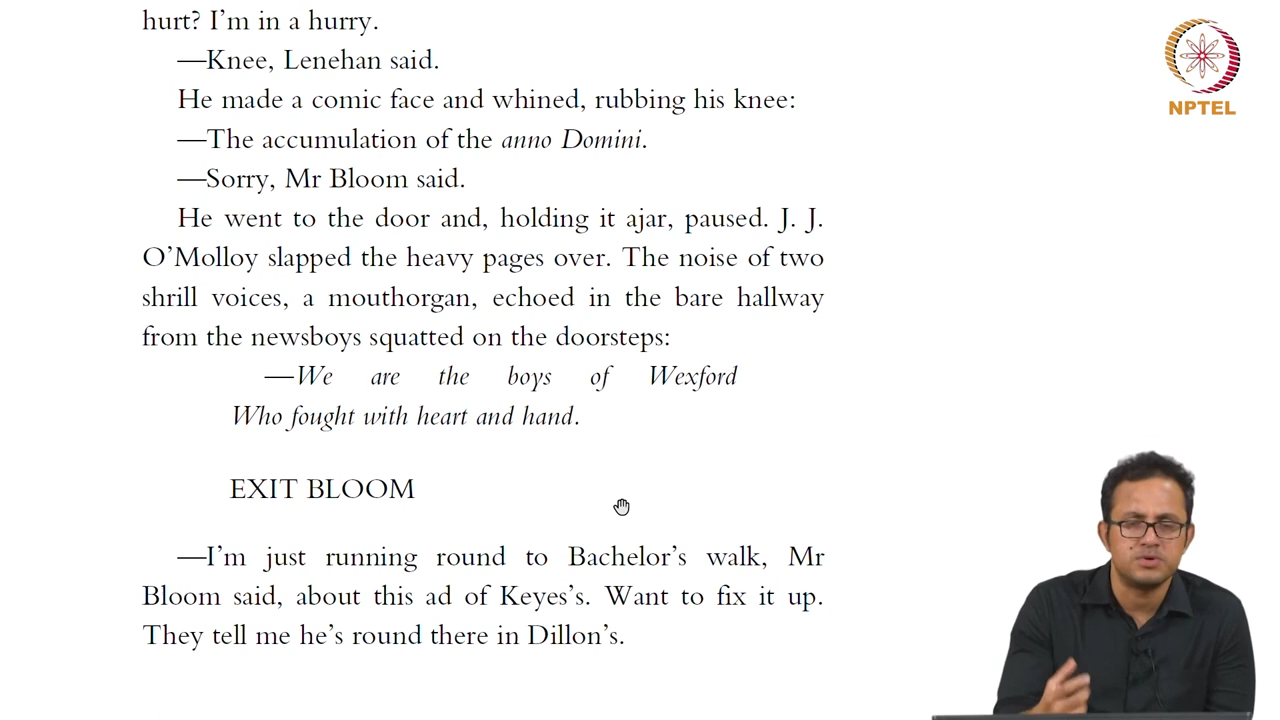 hurt? I’m in a hurry.
—Knee, Lenehan said.
He made a comic face and whined, rubbing his knee:
—The accumulation of the anno Domini.
—Sorry, Mr Bloom said.
He went to the door and, holding it ajar, paused. J. J.
O’Molloy slapped the heavy pages over. The noise of two
shrill voices, a mouthorgan, echoed in the bare hallway
from the newsboys squatted on the doorsteps:
—We are the boys of Wexford
Who fought with heart and hand.
EXIT BLOOM
—I’m just running round to Bachelor’s walk, Mr
Bloom said, about this ad of Keyes’s. Want to fix it up.
They tell me he’s round there in Dillon’s.
NPTEL